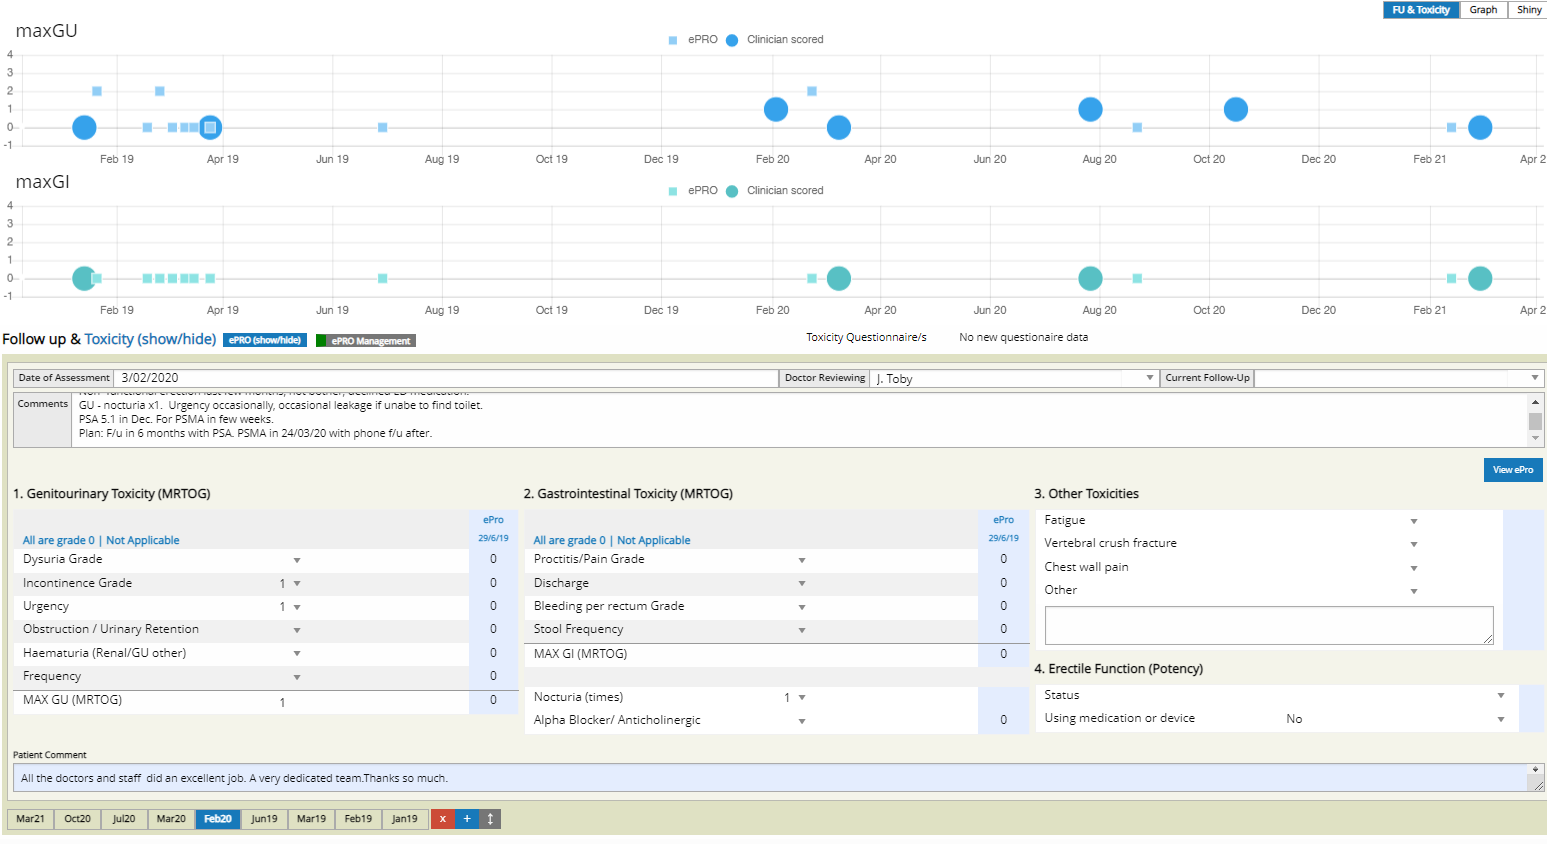 FU & Toxicity Graph Shiny
maxGU
ePRO Clinician scored
4
3
2
1
0
-1
Feb 19 Apr 19 Jun 19 Aug 19 Oct 19 Dec 19 Feb 20 Apr 20 Jun 20 Aug 20 Oct 20 Dec 20 Feb 21 Apr 2
maxGI
ePRO Clinician scored
4
3
2
1
0
-1
Feb 19 Apr 19 Jun 19 Aug 19 Oct 19 Dec 19 Feb 20 Apr 20 Jun 20 Aug 20 Oct 20 Dec 20 Feb 21 Apr 2
Follow up & Toxicity (show/hide) ePRO (show/hide) ePRO Management Toxicity Questionnaire/s No new questionaire data
Date of Assessment 3/02/2020 Doctor Reviewing J. Toby Current Follow-Up
Comments
GU - nocturia x1. Urgency occasionally, occasional leakage if unabe to find toilet.
PSA 5.1 in Dec. For PSMA in few weeks.
Plan: F/u in 6 months with PSA. PSMA in 24/03/20 with phone f/u after.
View ePro
1. Genitourinary Toxicity (MRTOG)
ePro
All are grade 0 | Not Applicable 29/6/19
Dysuria Grade 0
Incontinence Grade 1 0
Urgency 1 0
Obstruction / Urinary Retention 0
Haematuria (Renal/GU other) 0
Frequency 0
MAX GU (MRTOG) 1 0
2. Gastrointestinal Toxicity (MRTOG)
ePro
All are grade 0 | Not Applicable 29/6/19
Proctitis/Pain Grade 0
Discharge 0
Bleeding per rectum Grade 0
Stool Frequency 0
MAX GI (MRTOG) 0
Nocturia (times) 1
Alpha Blocker/ Anticholinergic 0
3. Other Toxicities
Fatigue
Vertebral crush fracture
Chest wall pain
Other
4. Erectile Function (Potency)
Status
Using medication or device No
Patient Comment
All the doctors and staff did an excellent job. A very dedicated team.Thanks so much.
Mar21 Oct20 Jul20 Mar20 Feb20 Jun19 Mar19 Feb19 Jan19 x +